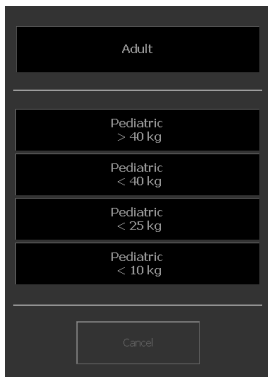 Adult
Pediatric
> 40 kg
Pediatric
< 40 kg
Pediatric
< 25 kg
Pediatric
< 10 kg
Cancel